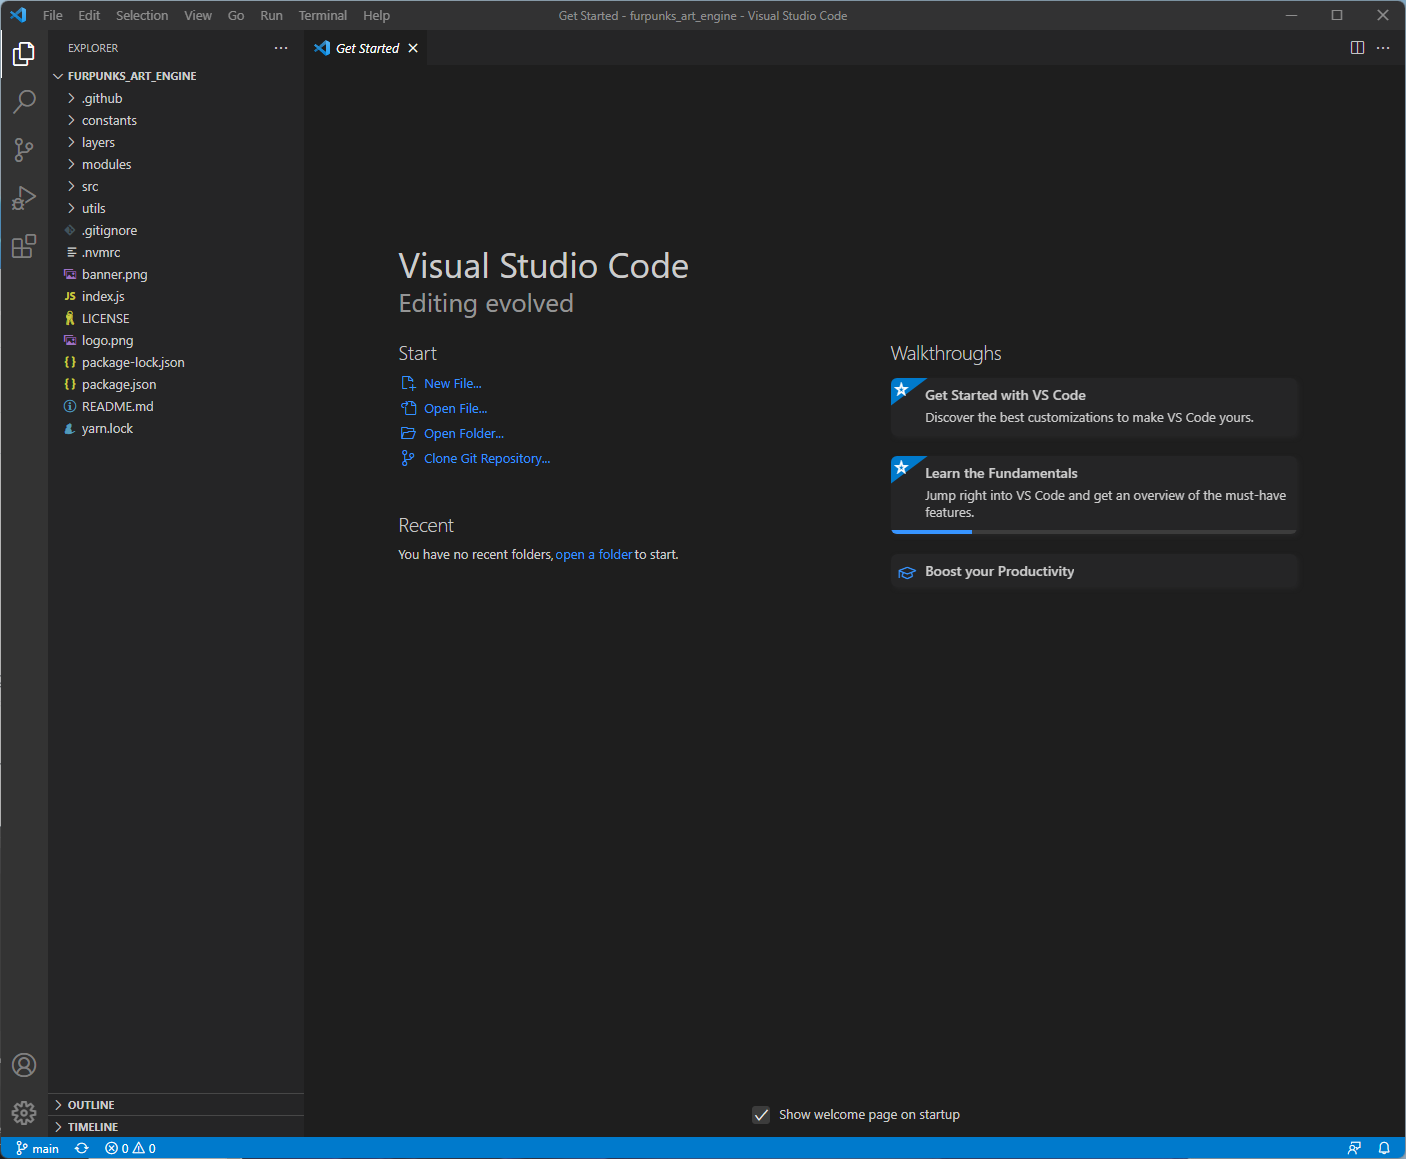 File Edit Selection View Go Run Terminal Help
Get Started - furpunks_art_engine - Visual Studio Code
EXPLORER
FURPUNKS_ART_ENGINE
.github
constants
layers
modules
src
utils
.gitignore
.nvmrc
banner.png
JS index.js
LICENSE
logo.png
{} package-lock.json
{} package.json
README.md
yarn.lock
OUTLINE
TIMELINE
Get Started
Visual Studio Code
Editing evolved
Start
New File...
Open File...
Open Folder...
Clone Git Repository...
Recent
You have no recent folders, open a folder to start.
Walkthroughs
Get Started with VS Code
Discover the best customizations to make VS Code yours.
Learn the Fundamentals
Jump right into VS Code and get an overview of the must-have
features.
Boost your Productivity
Show welcome page on startup
main 0 0